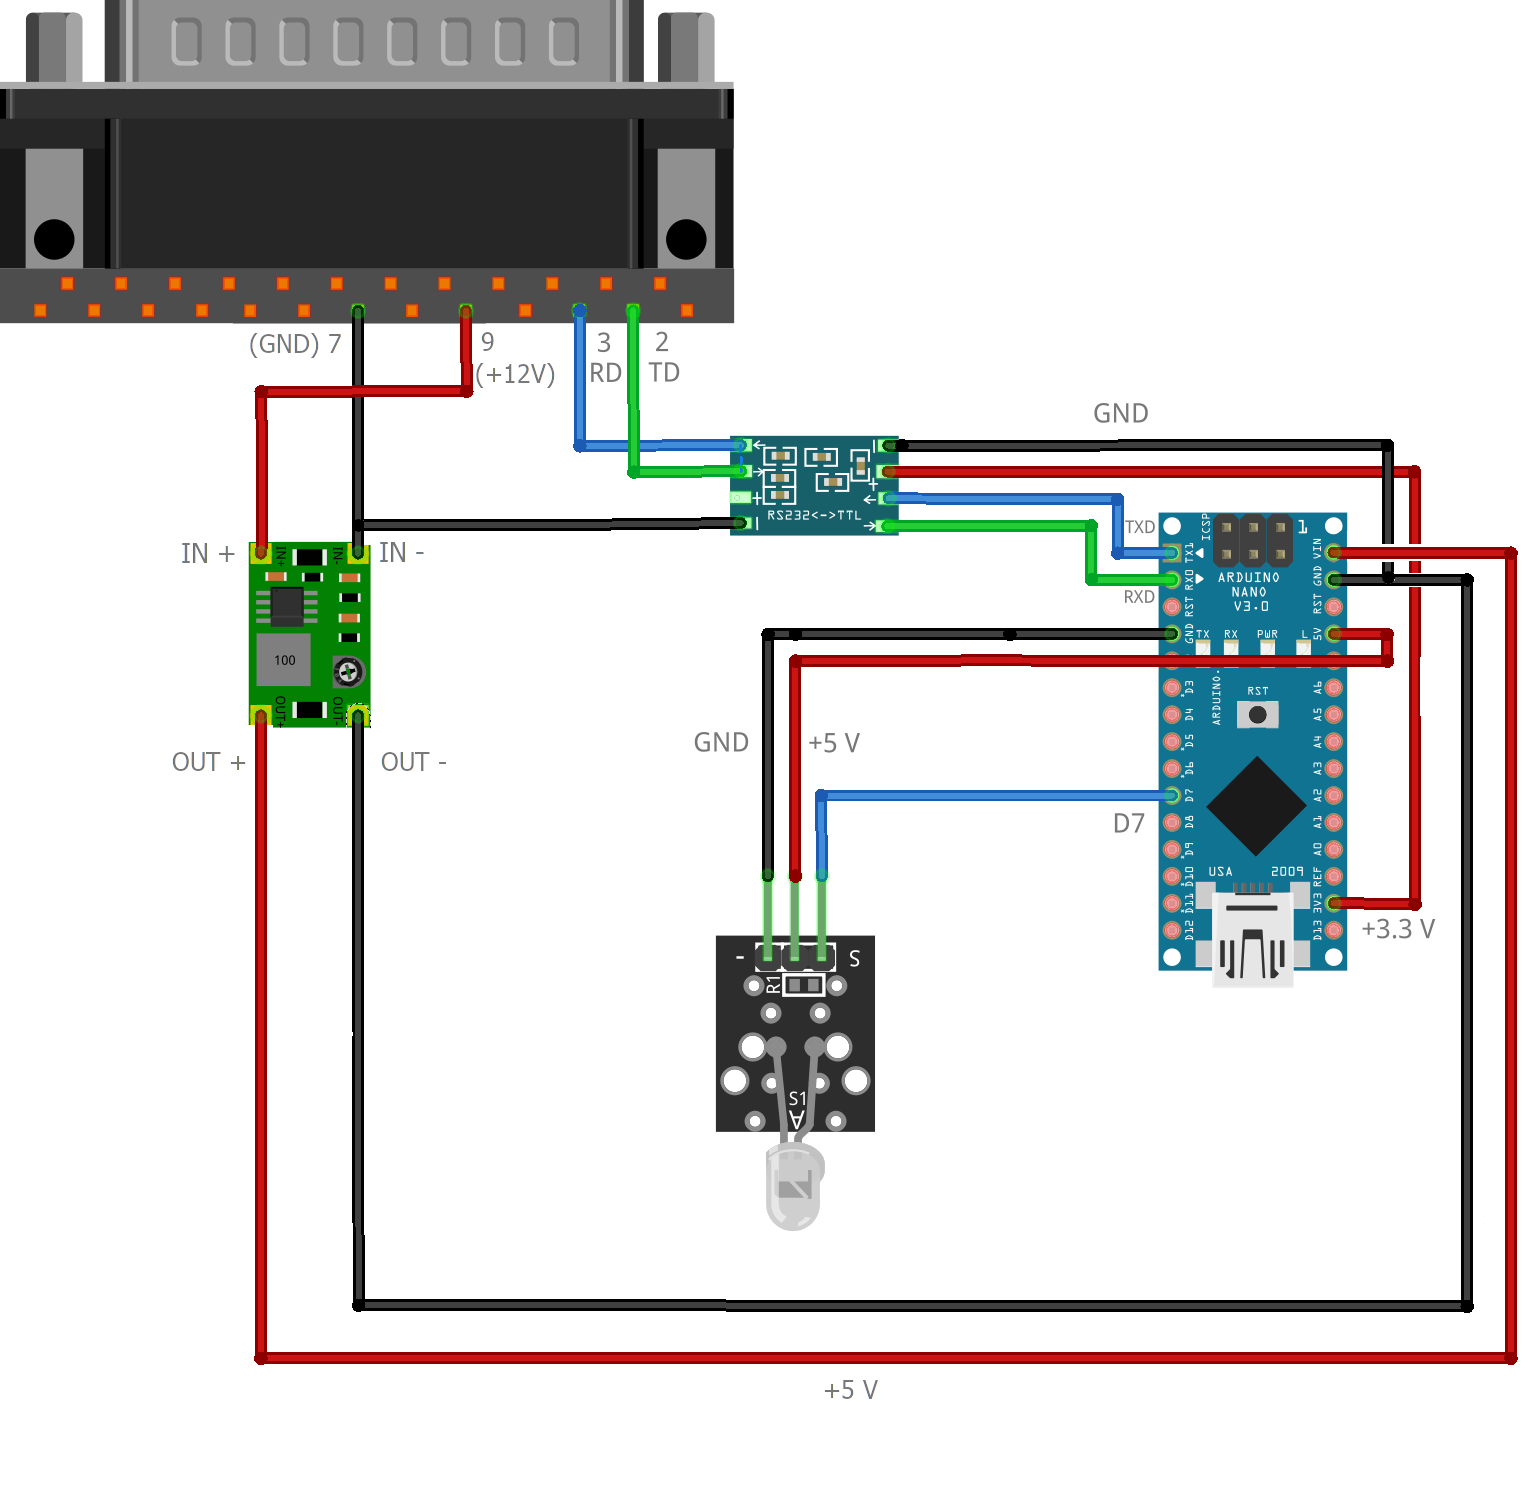 (GND) 7
9
(+12V)
3
RD
2
TD
GND
IN +
IN -
IN+
IN-
100
OUT+
OUT-
OUT +
OUT -
RS232<->TTL
TXD
RXD
ICSP
1
ARDUINO
NANO
V3.0
TX1
RX0
RST
GND
D3
D4
D5
D6
D7
D8
D9
D10
D11
D12
VIN
GND
RST
5V
A6
A5
A4
A3
A2
A1
A0
REF
3V3
D13
TX
RX
PWR
L
RST
ARDUINO.
USA
2009
GND
+5 V
D7
+3.3 V
-
S
R1
S1
A
+5 V